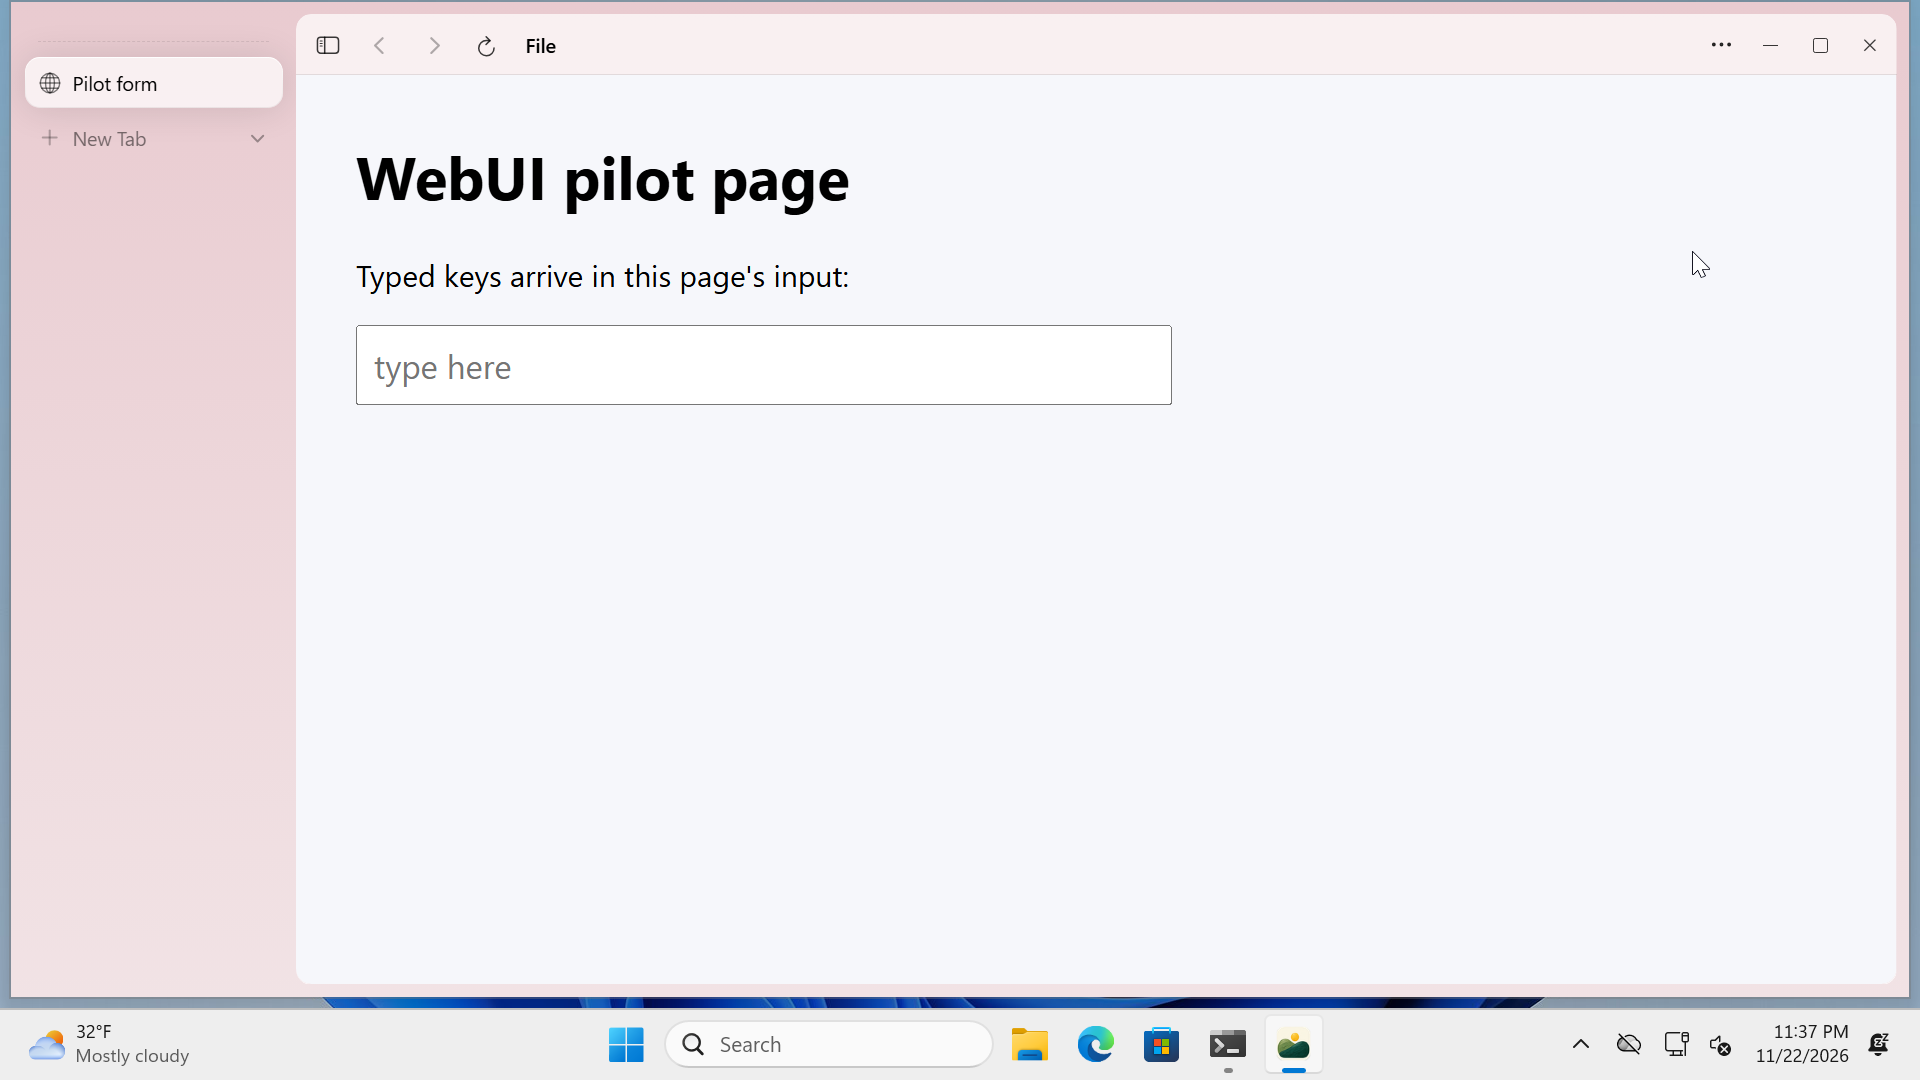 File
Pilot form
New Tab
WebUI pilot page
Typed keys arrive in this page's input:
type here
32°F
Mostly cloudy
Search
11:37 PM
11/22/2026